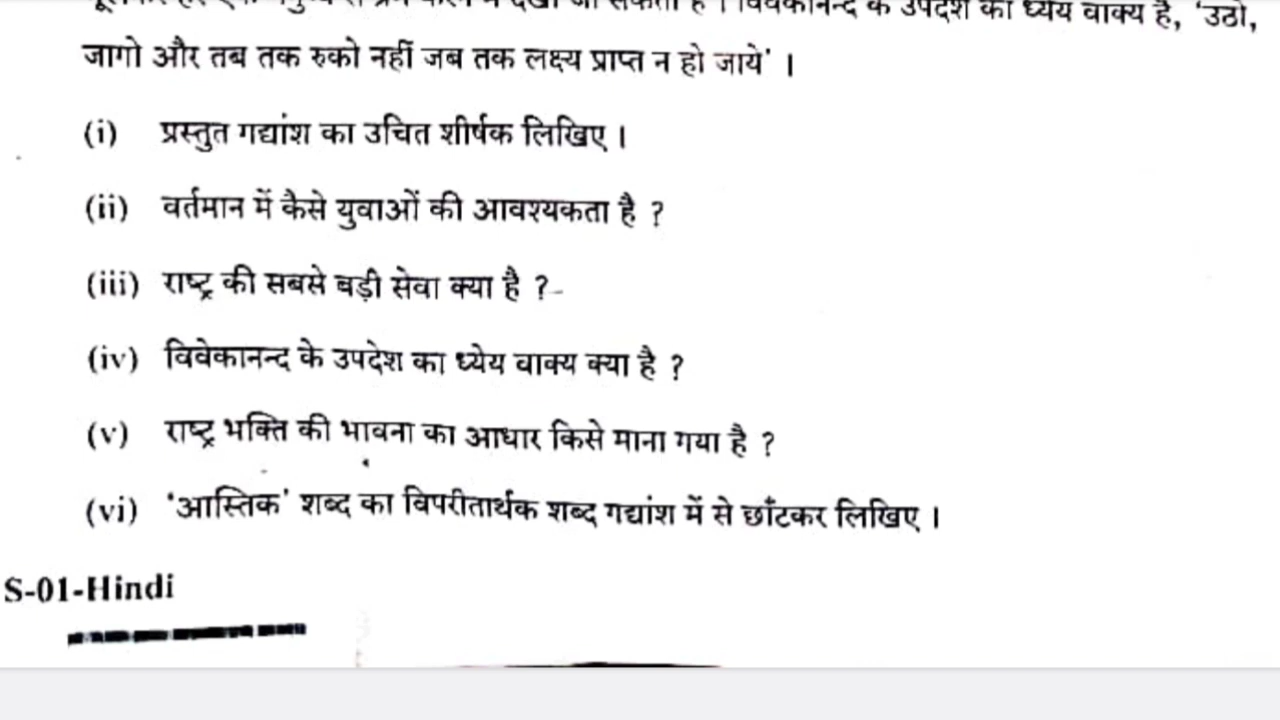 है । विवेकानन्द के उपदेश का ध्येय वाक्य है, 'उठो,
जागो और तब तक रुको नहीं जब तक लक्ष्य प्राप्त न हो जाये' ।
(i) प्रस्तुत गद्यांश का उचित शीर्षक लिखिए ।
(ii) वर्तमान में कैसे युवाओं की आवश्यकता है ?
(iii) राष्ट्र की सबसे बड़ी सेवा क्या है ?
(iv) विवेकानन्द के उपदेश का ध्येय वाक्य क्या है ?
(v) राष्ट्र भक्ति की भावना का आधार किसे माना गया है ?
(vi) 'आस्तिक' शब्द का विपरीतार्थक शब्द गद्यांश में से छाँटकर लिखिए ।
S-01-Hindi